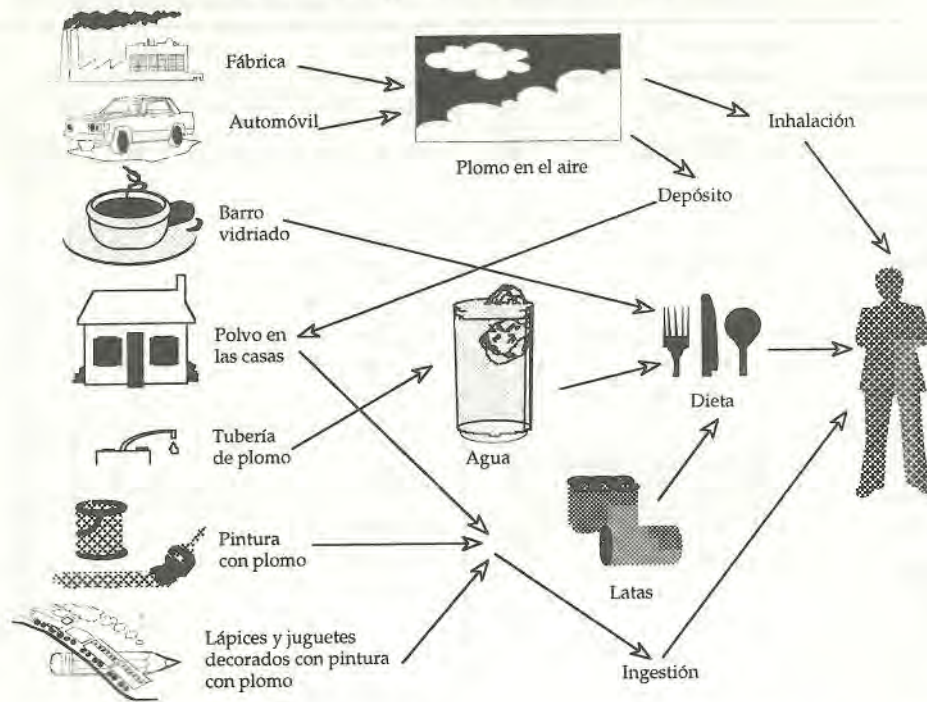 Fábrica
Automóvil
Plomo en el aire
Inhalación
Depósito
Barro
vidriado
Polvo en
las casas
Dieta
Tubería
de plomo
Agua
Pintura
con plomo
Latas
Lápices y juguetes
decorados con pintura
con plomo
Ingestión